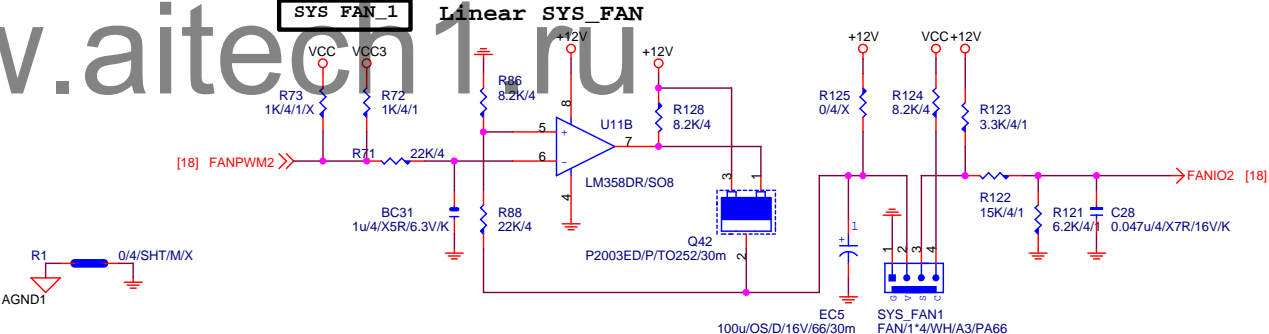 SYS FAN_1 Linear SYS_FAN
w.aitech1.ru
VCC VCC3 +12V +12V +12V VCC +12V
R73
1K/4/1/X
R72
1K/4/1
R86
8.2K/4
8
R128
8.2K/4
R125
0/4/X
R124
8.2K/4
R123
3.3K/4/1
U11B
5 +
6 -
7
4
LM358DR/SO8
[18] FANPWM2
R71 22K/4
3 1
FANIO2 [18]
BC31
1u/4/X5R/6.3V/K
R88
22K/4
Q42
P2003ED/P/TO252/30m
2
+ 1
R122
15K/4/1
R121
6.2K/4/1
C28
0.047u/4/X7R/16V/K
R1 0/4/SHT/M/X
AGND1
1 2 3 4
G V S C
EC5
100u/OS/D/16V/66/30m
SYS_FAN1
FAN/1*4/WH/A3/PA66